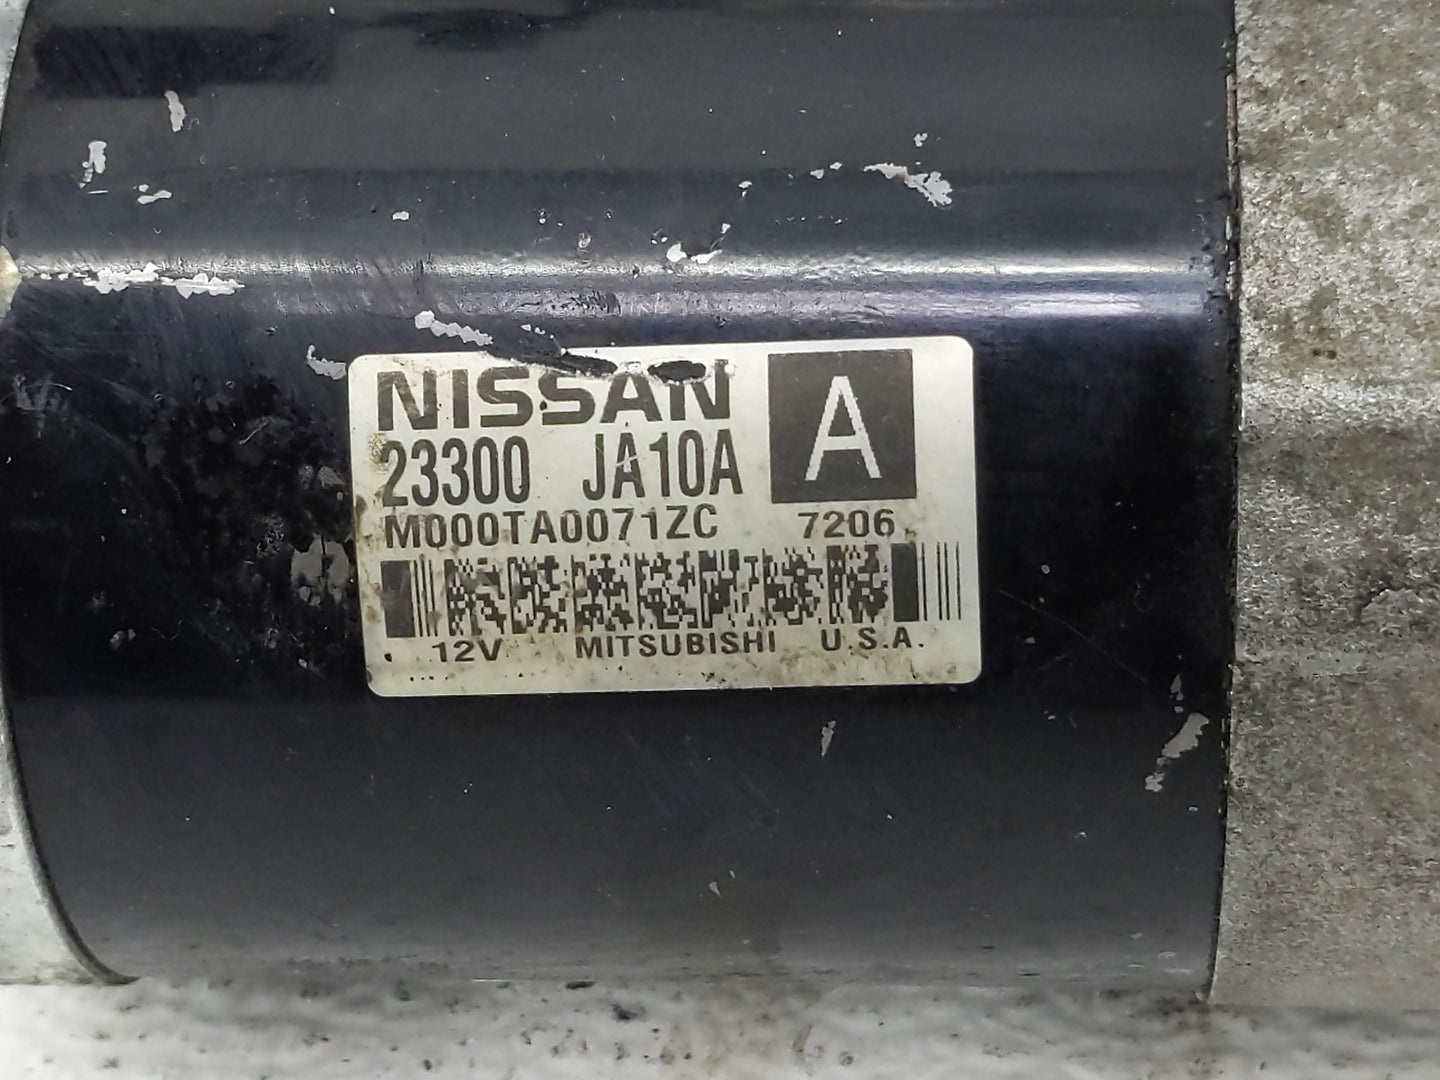 NISSAN A
23300 JA10A
M000TA0071ZC 7206
12V MITSUBISHI U.S.A.